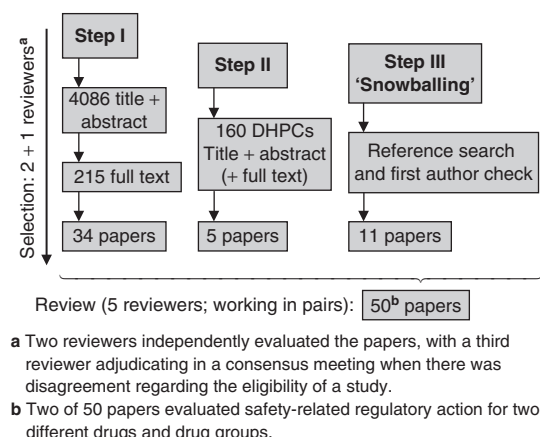 Selection: 2 + 1 reviewersᵃ
Step I
4086 title +
abstract
215 full text
34 papers
Step II
160 DHPCs
Title + abstract
(+ full text)
5 papers
Step III
‘Snowballing’
Reference search
and first author check
11 papers
Review (5 reviewers; working in pairs): 50ᵇ papers
a Two reviewers independently evaluated the papers, with a third
reviewer adjudicating in a consensus meeting when there was
disagreement regarding the eligibility of a study.
b Two of 50 papers evaluated safety-related regulatory action for two
different drugs and drug groups.